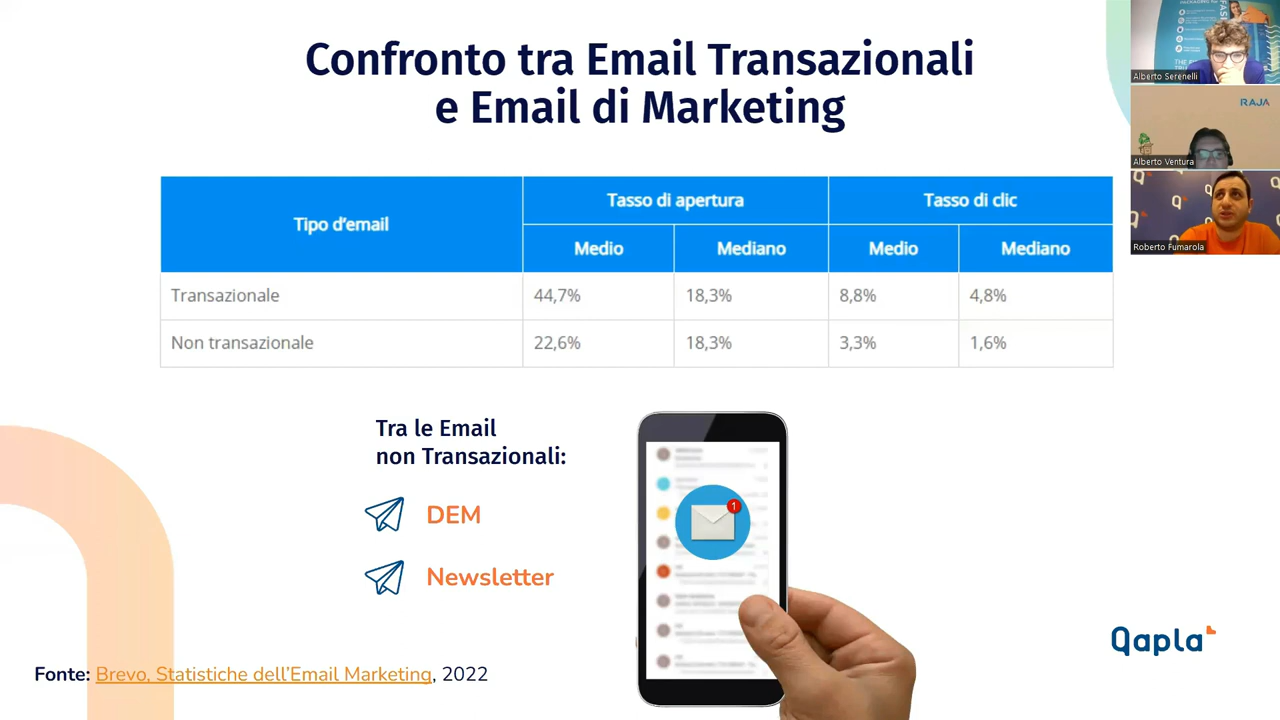 Confronto tra Email Transazionali
e Email di Marketing
Tipo d'email
Tasso di apertura
Tasso di clic
Medio
Mediano
Medio
Mediano
Transazionale
44,7%
18,3%
8,8%
4,8%
Non transazionale
22,6%
18,3%
3,3%
1,6%
Tra le Email
non Transazionali:
DEM
Newsletter
1
Fonte: Brevo, Statistiche dell'Email Marketing, 2022
Qapla
Alberto Serenelli
RAJA
Alberto Ventura
Roberto Fumarola